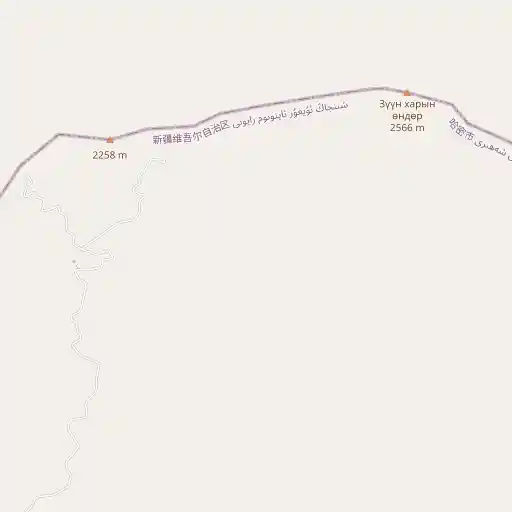 Зүүн харын
өндөр
2566 m
新疆维吾尔自治区 شىنجاڭ ئۇيغۇر ئاپتونوم رايونى
哈密市 شەھىرى
2258 m